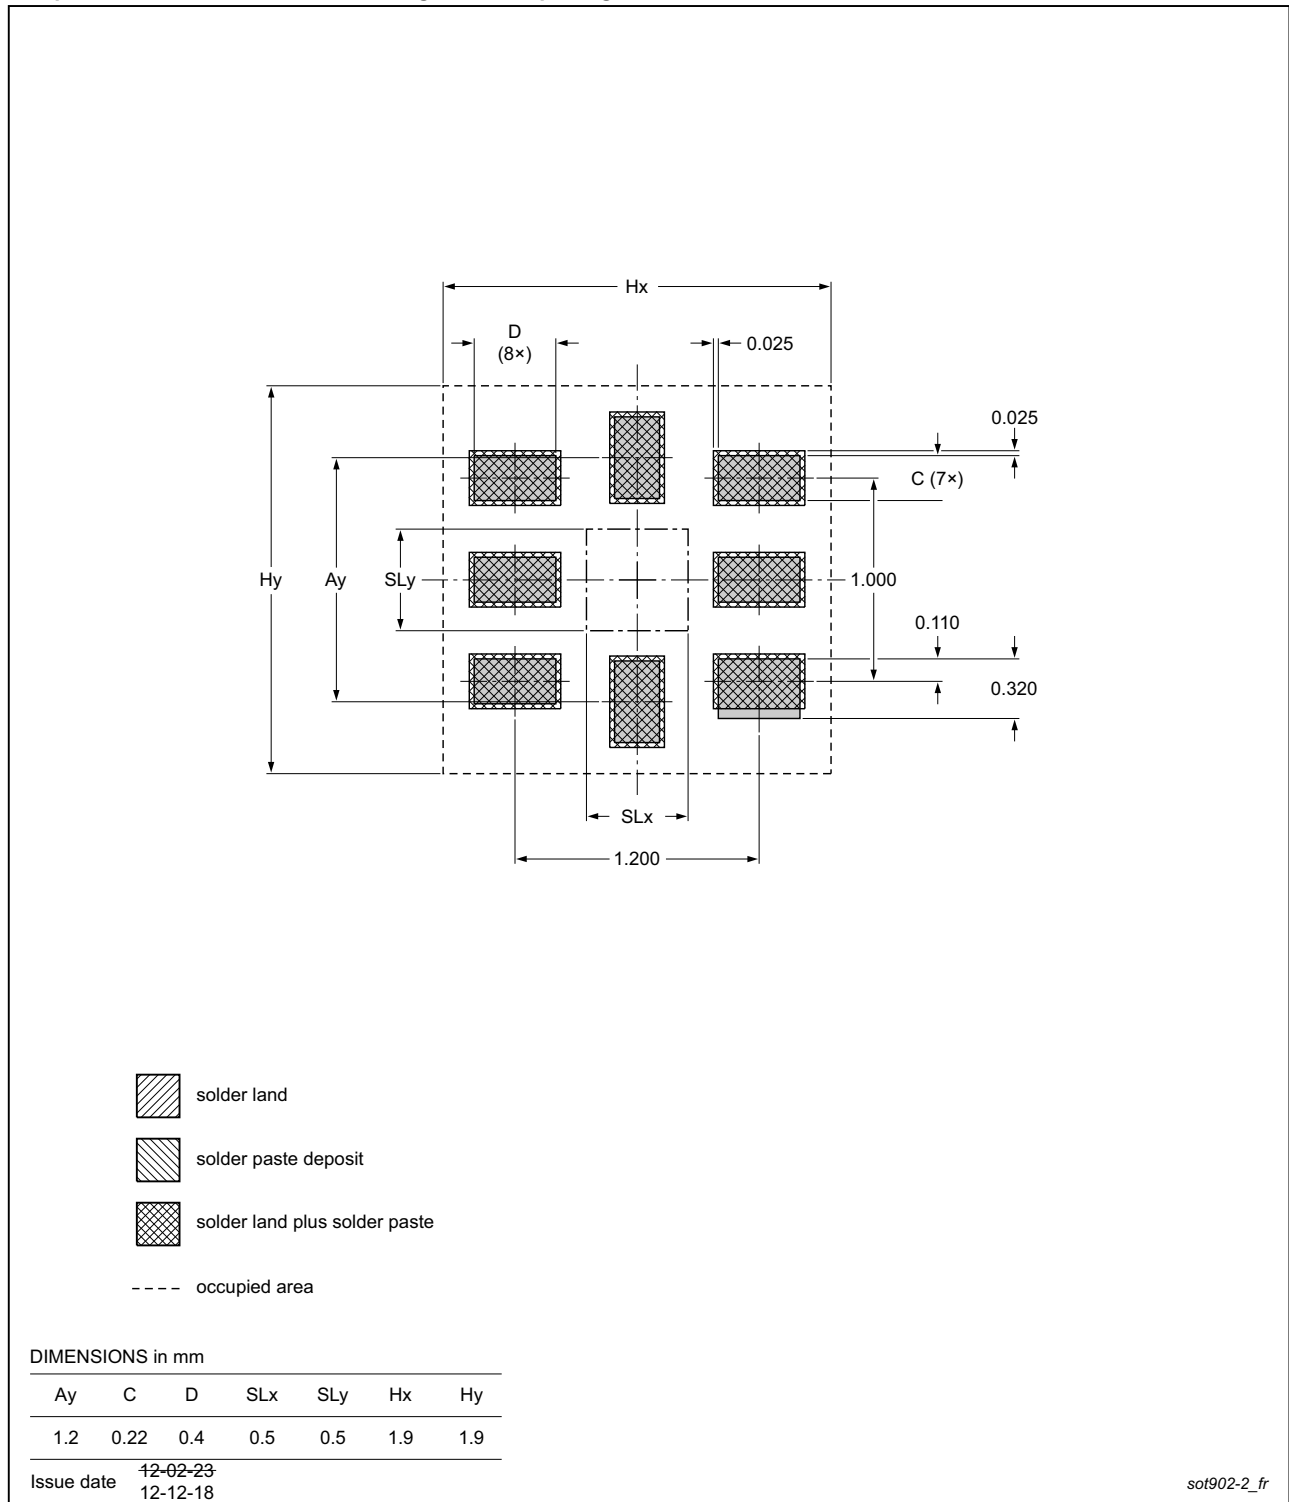 Hx
D
(8×)
0.025
0.025
C (7×)
Hy
Ay
SLy
1.000
0.110
0.320
SLx
1.200
solder land
solder paste deposit
solder land plus solder paste
occupied area
DIMENSIONS in mm
Ay C D SLx SLy Hx Hy
1.2 0.22 0.4 0.5 0.5 1.9 1.9
Issue date 12-02-23
12-12-18
sot902-2_fr